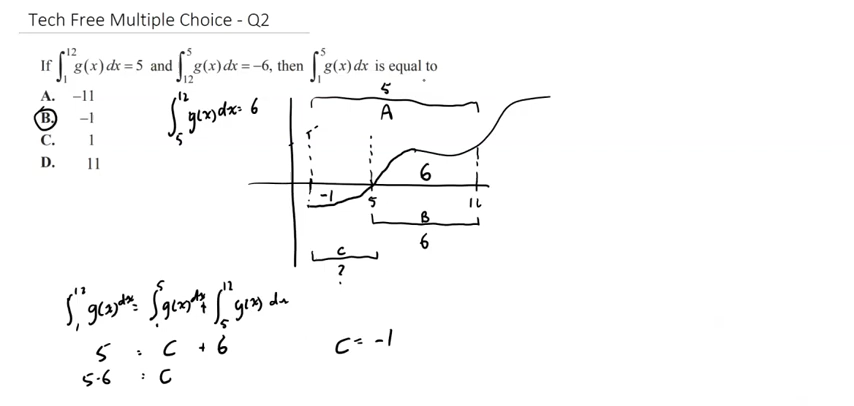 Tech Free Multiple Choice - Q2
If ∫₁¹² g(x) dx = 5 and ∫₁₂⁵ g(x) dx = −6, then ∫₁⁵ g(x) dx is equal to
A. −11
B. −1
C. 1
D. 11
∫₅¹² g(x) dx = 6
5
A
6
-1
5
12
B
6
C
?
∫₁¹² g(x) dx = ∫₁⁵ g(x) dx + ∫₅¹² g(x) dx
5 = C + 6
5-6 = C
C = -1